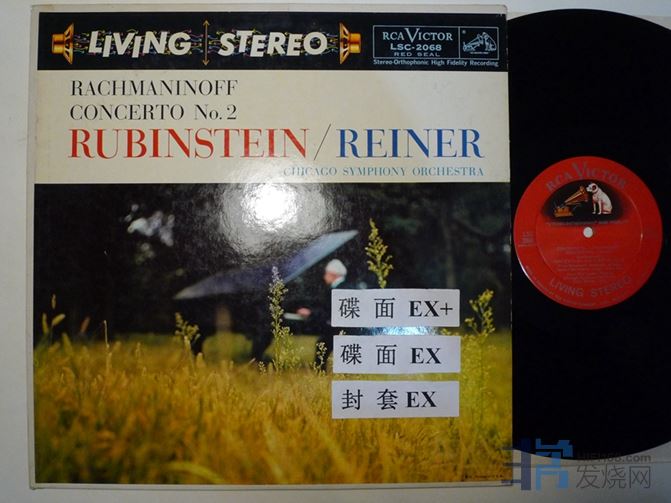 LIVING STEREO
RCA VICTOR
LSC-2068
RED SEAL
Stereo-Orthophonic High Fidelity Recording
RACHMANINOFF
CONCERTO No. 2
RUBINSTEIN / REINER
CHICAGO SYMPHONY ORCHESTRA
碟 面 EX+
碟 面 EX
封 套 EX
RCA VICTOR
LIVING STEREO
发烧网